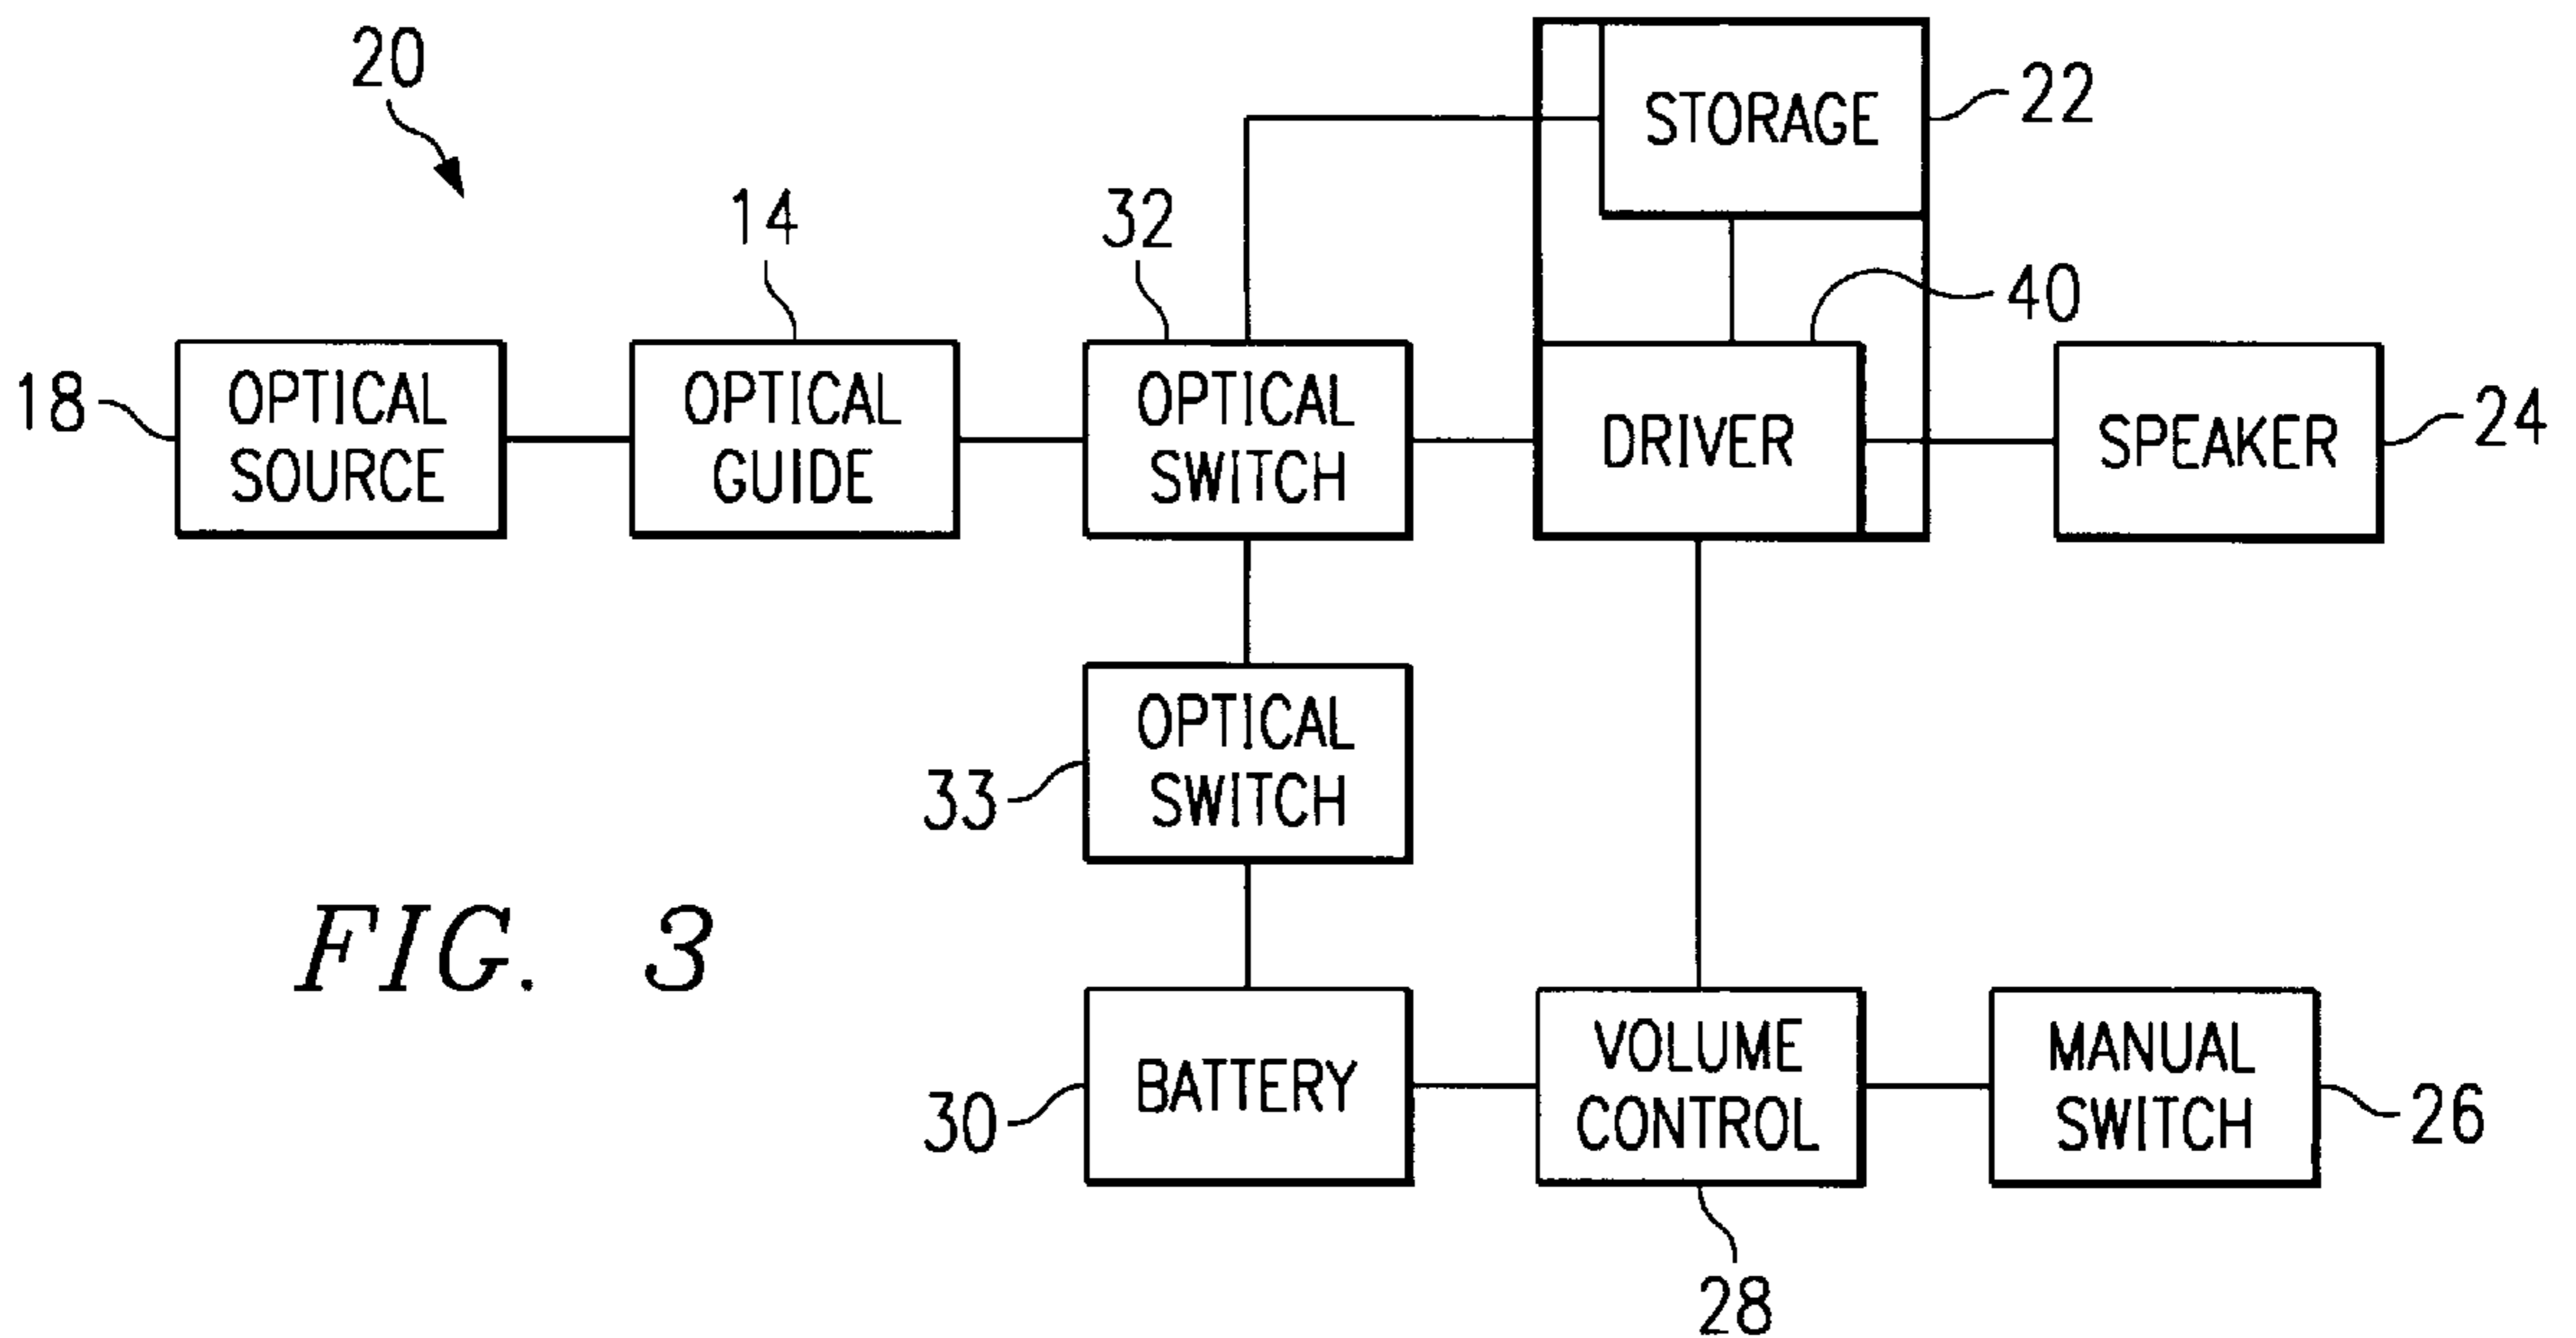 20
STORAGE
22
14
32
40
18
OPTICAL
SOURCE
OPTICAL
GUIDE
OPTICAL
SWITCH
DRIVER
SPEAKER
24
OPTICAL
SWITCH
33
FIG. 3
BATTERY
30
VOLUME
CONTROL
MANUAL
SWITCH
26
28